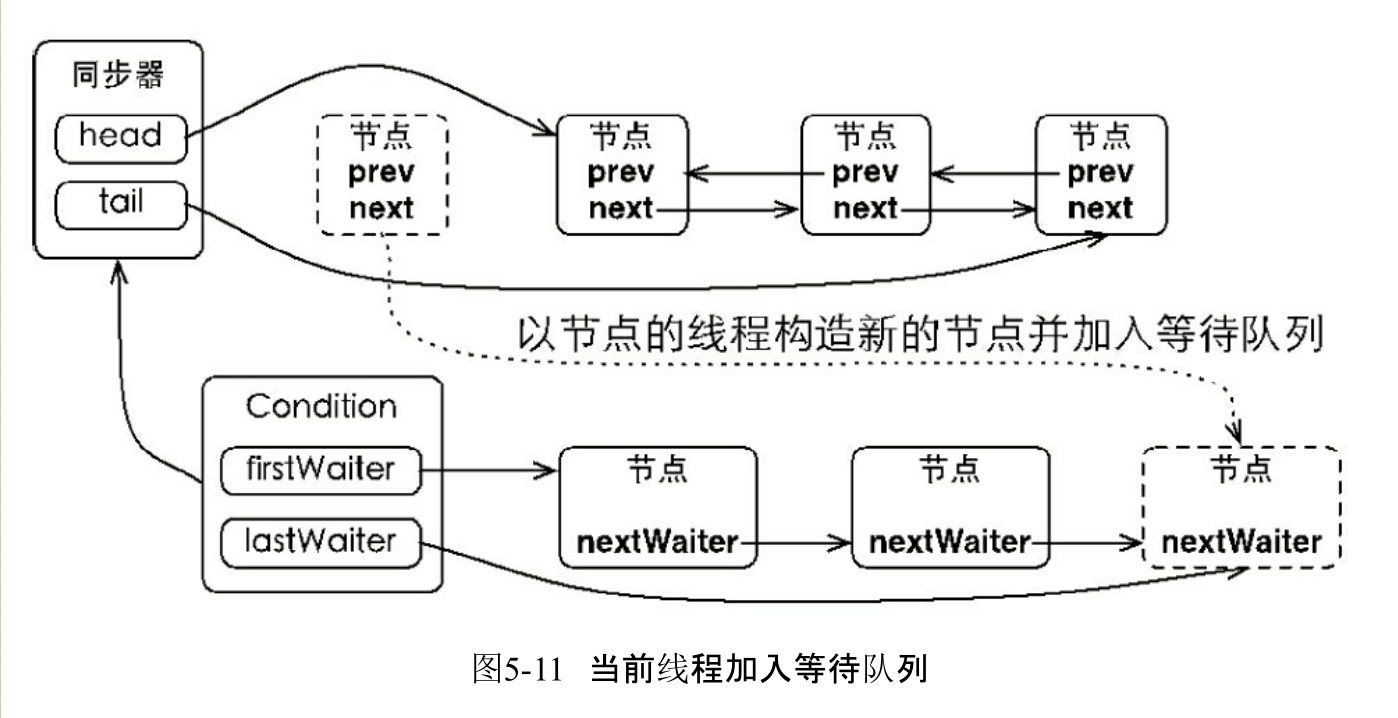 同步器
head
tail
节点
prev
next
节点
prev
next
节点
prev
next
节点
prev
next
以节点的线程构造新的节点并加入等待队列
Condition
firstWaiter
lastWaiter
节点
nextWaiter
节点
nextWaiter
节点
nextWaiter
图5-11 当前线程加入等待队列